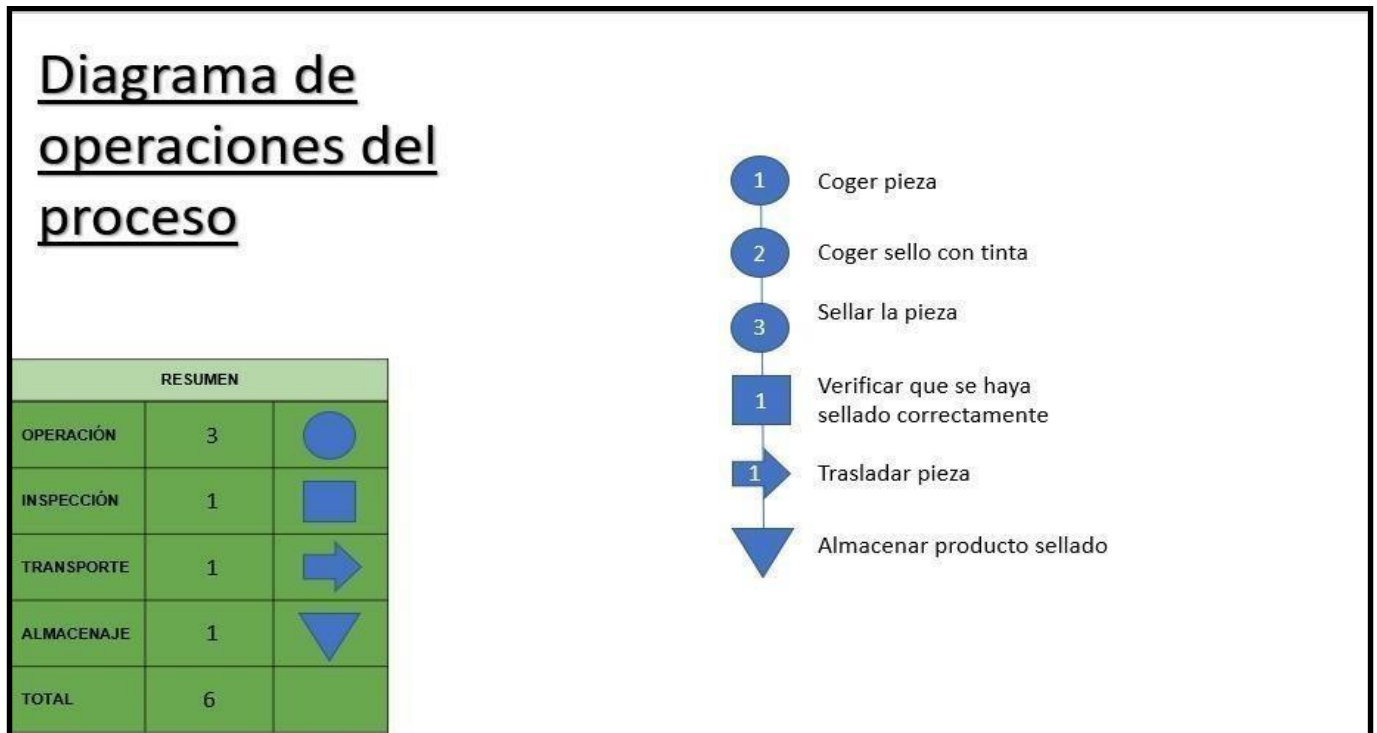 Diagrama de
operaciones del
proceso
1 Coger pieza
2 Coger sello con tinta
3 Sellar la pieza
1 Verificar que se haya
sellado correctamente
1 Trasladar pieza
Almacenar producto sellado
RESUMEN
OPERACIÓN 3
INSPECCIÓN 1
TRANSPORTE 1
ALMACENAJE 1
TOTAL 6